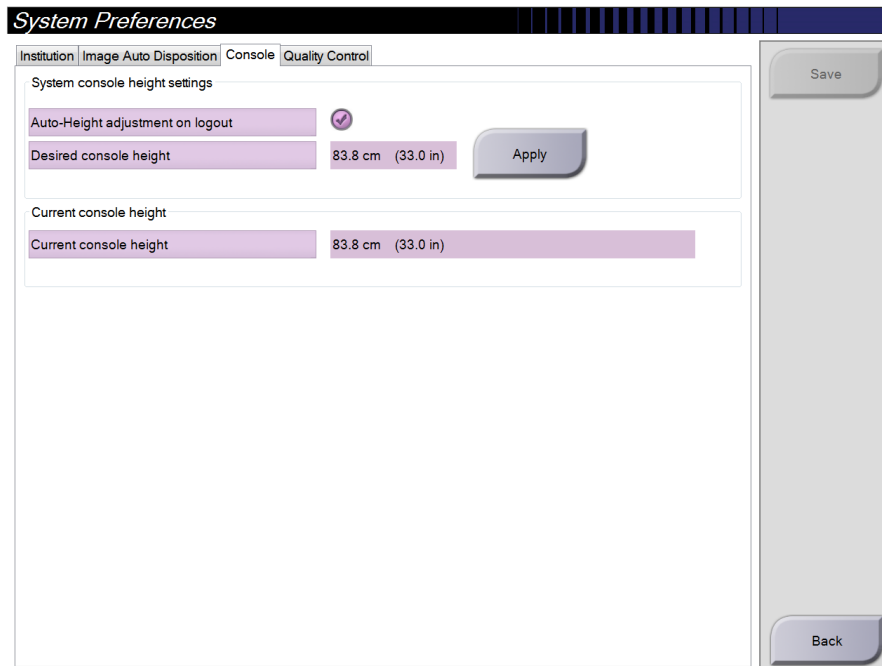 System Preferences
Institution Image Auto Disposition Console Quality Control
Save
System console height settings
Auto-Height adjustment on logout
Desired console height 83.8 cm (33.0 in) Apply
Current console height
Current console height 83.8 cm (33.0 in)
Back